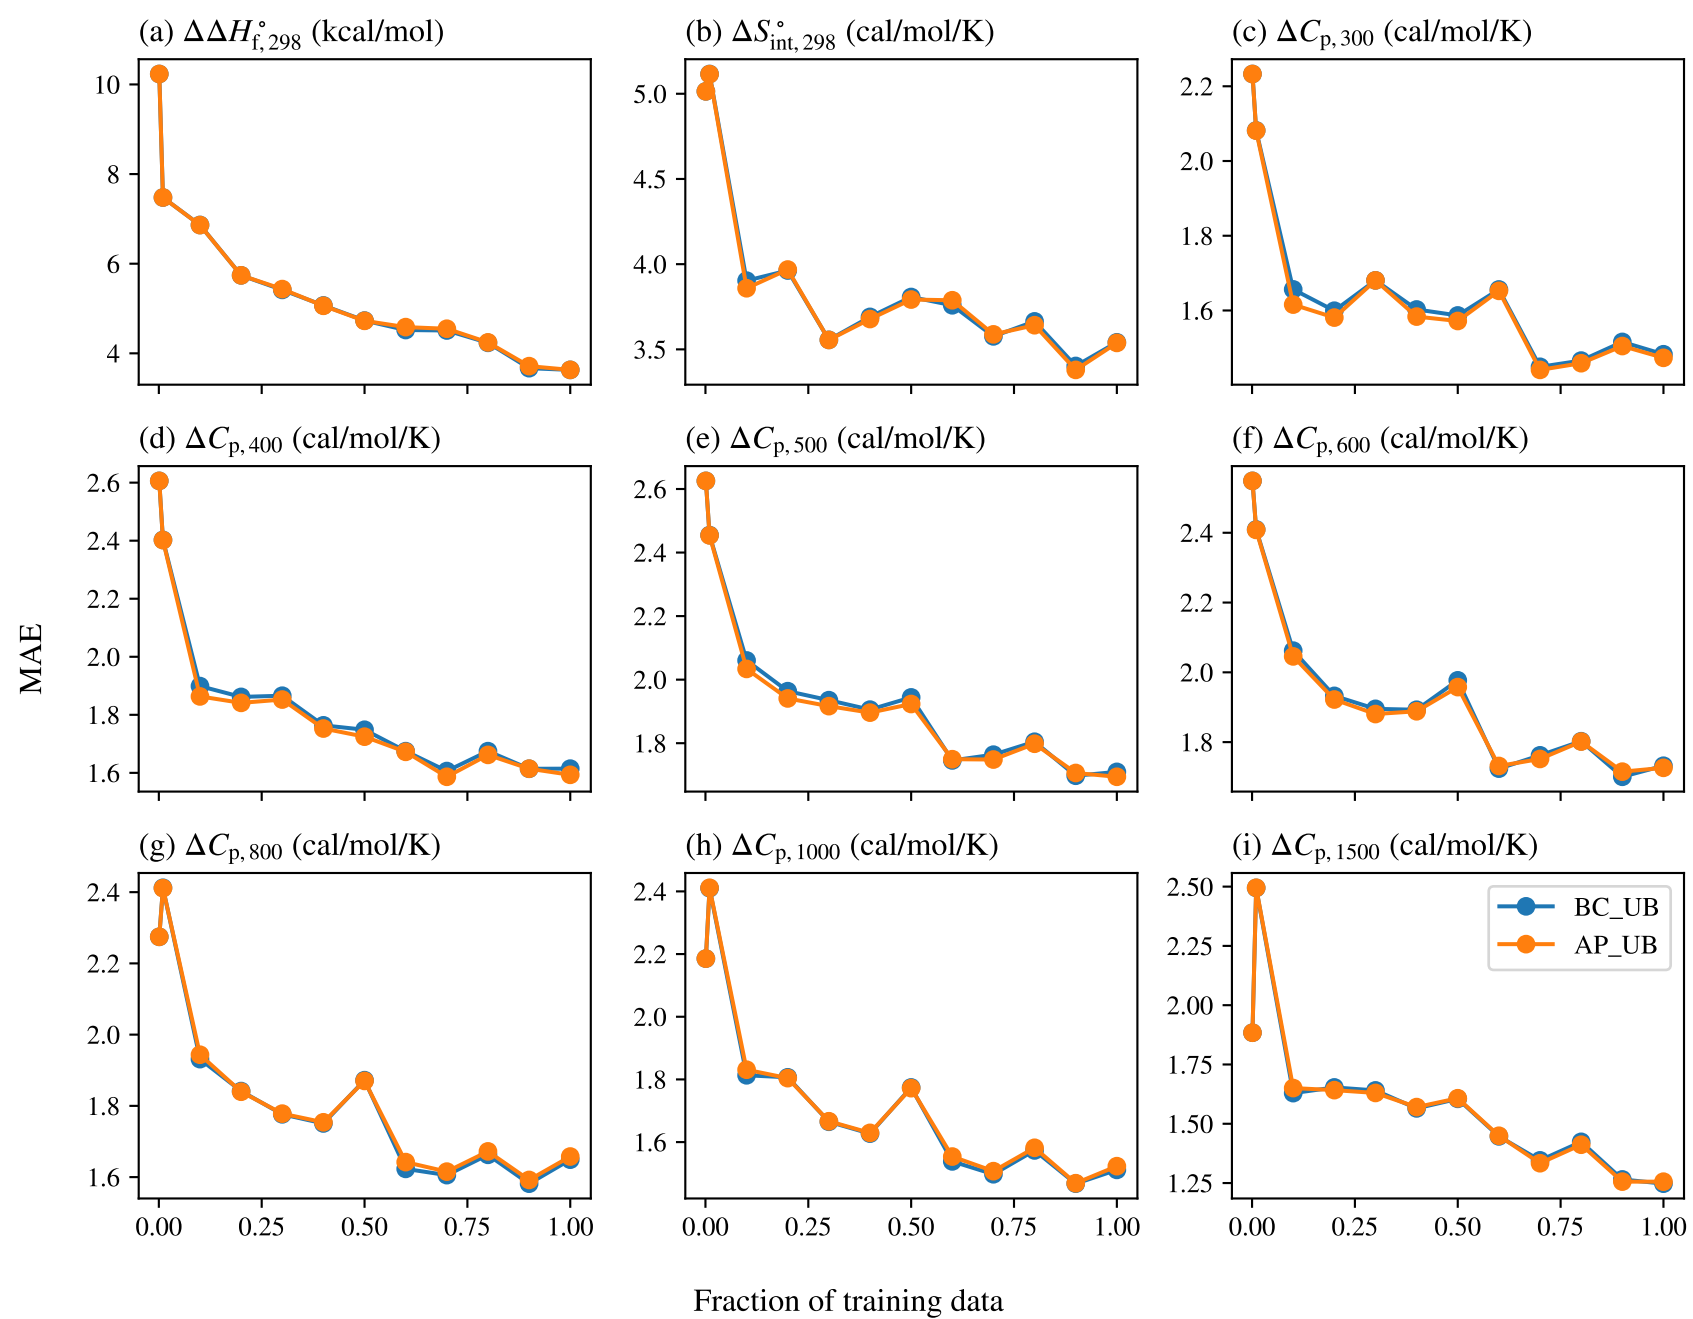 (a) ΔΔH°f, 298 (kcal/mol)
(b) ΔS°int, 298 (cal/mol/K)
(c) ΔCp, 300 (cal/mol/K)
10
8
6
4
5.0
4.5
4.0
3.5
2.2
2.0
1.8
1.6
(d) ΔCp, 400 (cal/mol/K)
(e) ΔCp, 500 (cal/mol/K)
(f) ΔCp, 600 (cal/mol/K)
MAE
2.6
2.4
2.2
2.0
1.8
1.6
2.6
2.4
2.2
2.0
1.8
2.4
2.2
2.0
1.8
(g) ΔCp, 800 (cal/mol/K)
(h) ΔCp, 1000 (cal/mol/K)
(i) ΔCp, 1500 (cal/mol/K)
2.4
2.2
2.0
1.8
1.6
2.4
2.2
2.0
1.8
1.6
2.50
2.25
2.00
1.75
1.50
1.25
BC_UB
AP_UB
0.00 0.25 0.50 0.75 1.00
0.00 0.25 0.50 0.75 1.00
0.00 0.25 0.50 0.75 1.00
Fraction of training data